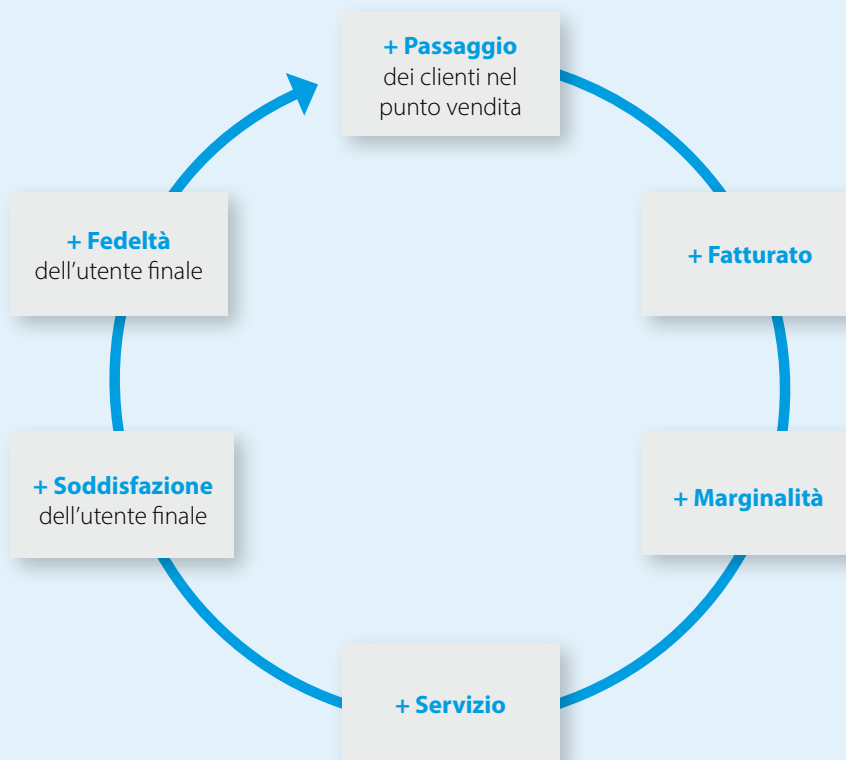 + Passaggio
dei clienti nel
punto vendita
+ Fatturato
+ Marginalità
+ Servizio
+ Soddisfazione
dell’utente finale
+ Fedeltà
dell’utente finale